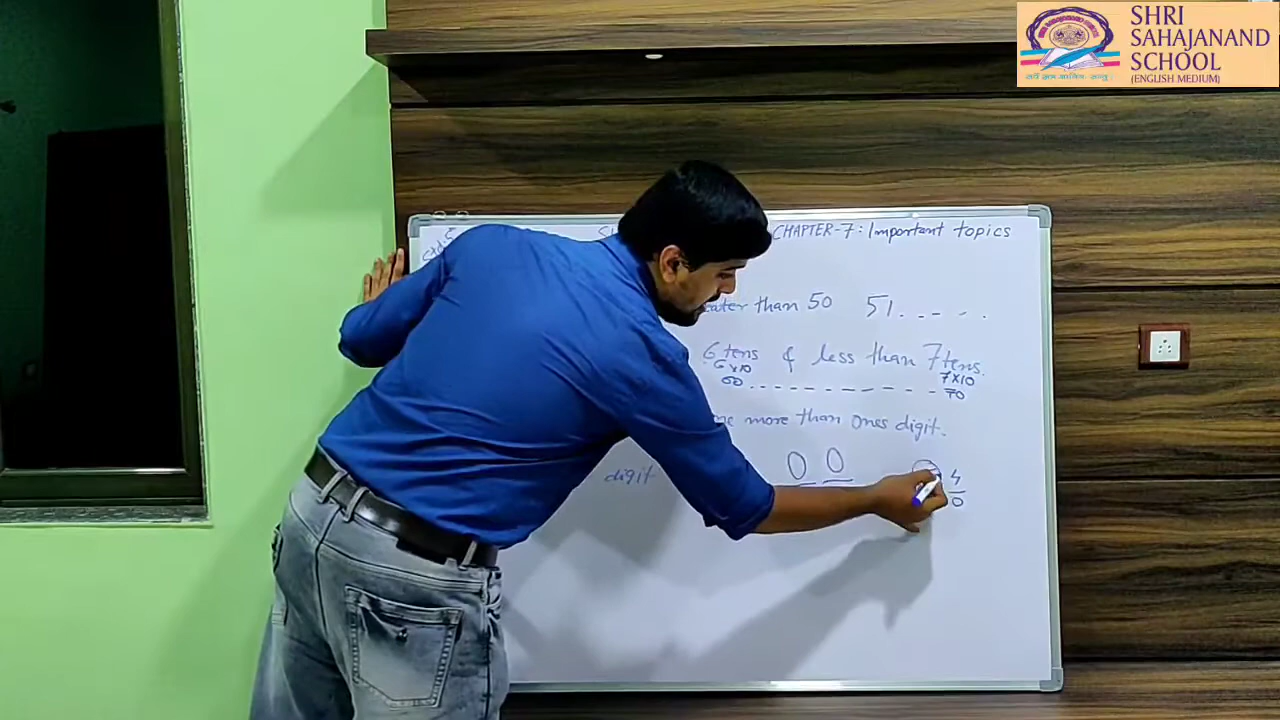 SHRI
SAHAJANAND
SCHOOL
(ENGLISH MEDIUM)
CHAPTER-7: Important topics
than 50 51.....
6 tens & less than 7 tens.
6x10 7x10
60 70
more than ones digit.
digit 0 0
4
0